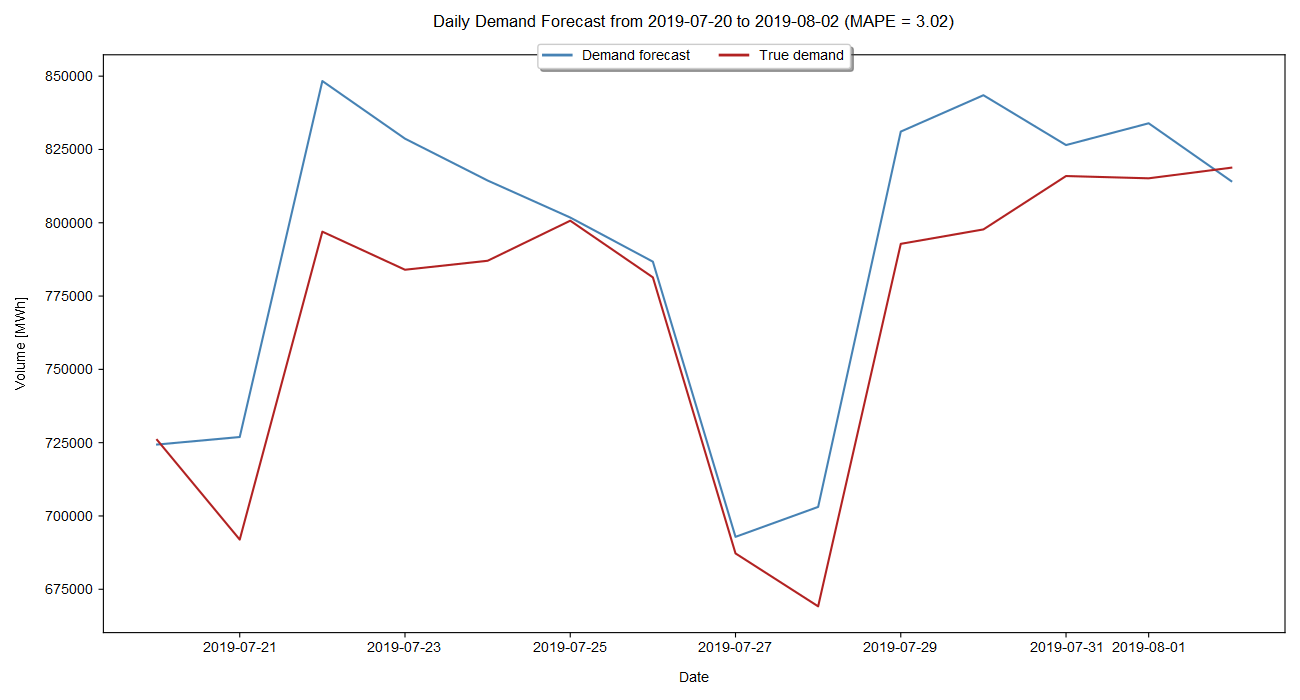 Daily Demand Forecast from 2019-07-20 to 2019-08-02 (MAPE = 3.02)
Demand forecast True demand
850000
825000
800000
775000
750000
725000
700000
675000
Volume [MWh]
2019-07-21 2019-07-23 2019-07-25 2019-07-27 2019-07-29 2019-07-31 2019-08-01
Date